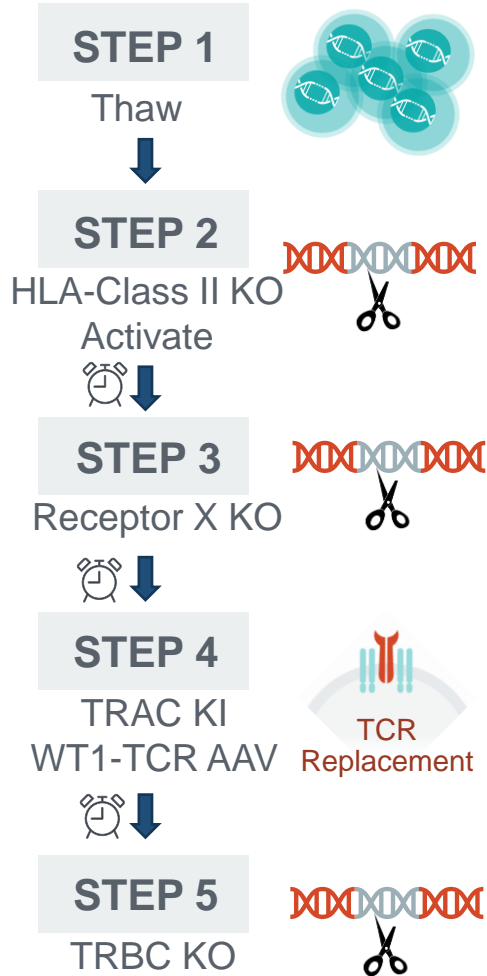 STEP 1
Thaw
STEP 2
HLA-Class II KO
Activate
STEP 3
Receptor X KO
STEP 4
TRAC KI
WT1-TCR AAV
TCR
Replacement
STEP 5
TRBC KO